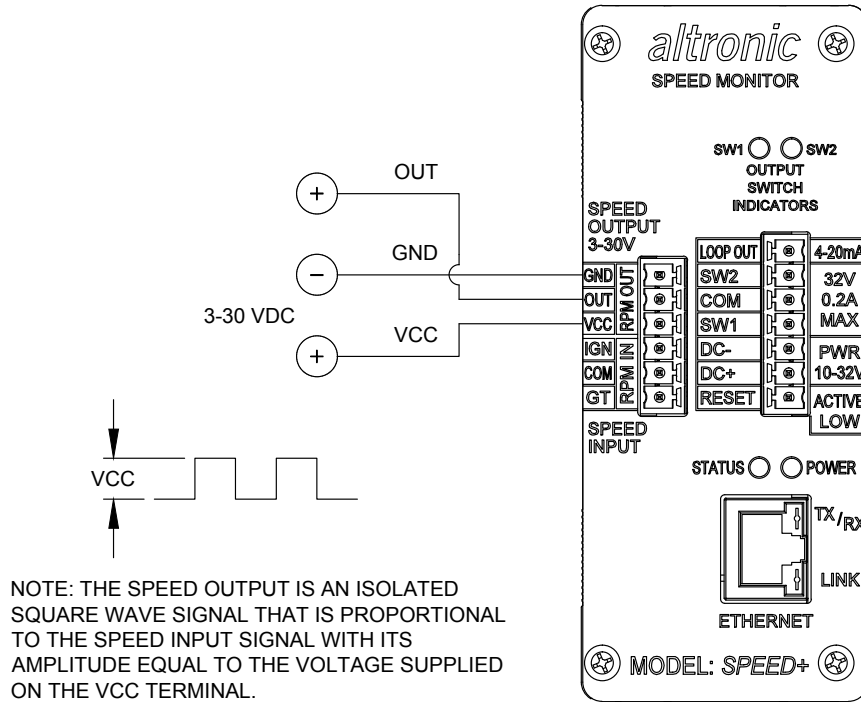 altronic
SPEED MONITOR
SW1 SW2
OUTPUT
SWITCH
INDICATORS
OUT
GND
3-30 VDC
VCC
SPEED
OUTPUT
3-30V
GND
OUT
VCC
RPM OUT
IGN
COM
GT
RPM IN
SPEED
INPUT
LOOP OUT
SW2
COM
SW1
DC-
DC+
RESET
4-20mA
32V
0.2A
MAX
PWR
10-32V
ACTIVE
LOW
STATUS POWER
TX/RX
LINK
ETHERNET
MODEL: SPEED+
VCC
NOTE: THE SPEED OUTPUT IS AN ISOLATED
SQUARE WAVE SIGNAL THAT IS PROPORTIONAL
TO THE SPEED INPUT SIGNAL WITH ITS
AMPLITUDE EQUAL TO THE VOLTAGE SUPPLIED
ON THE VCC TERMINAL.